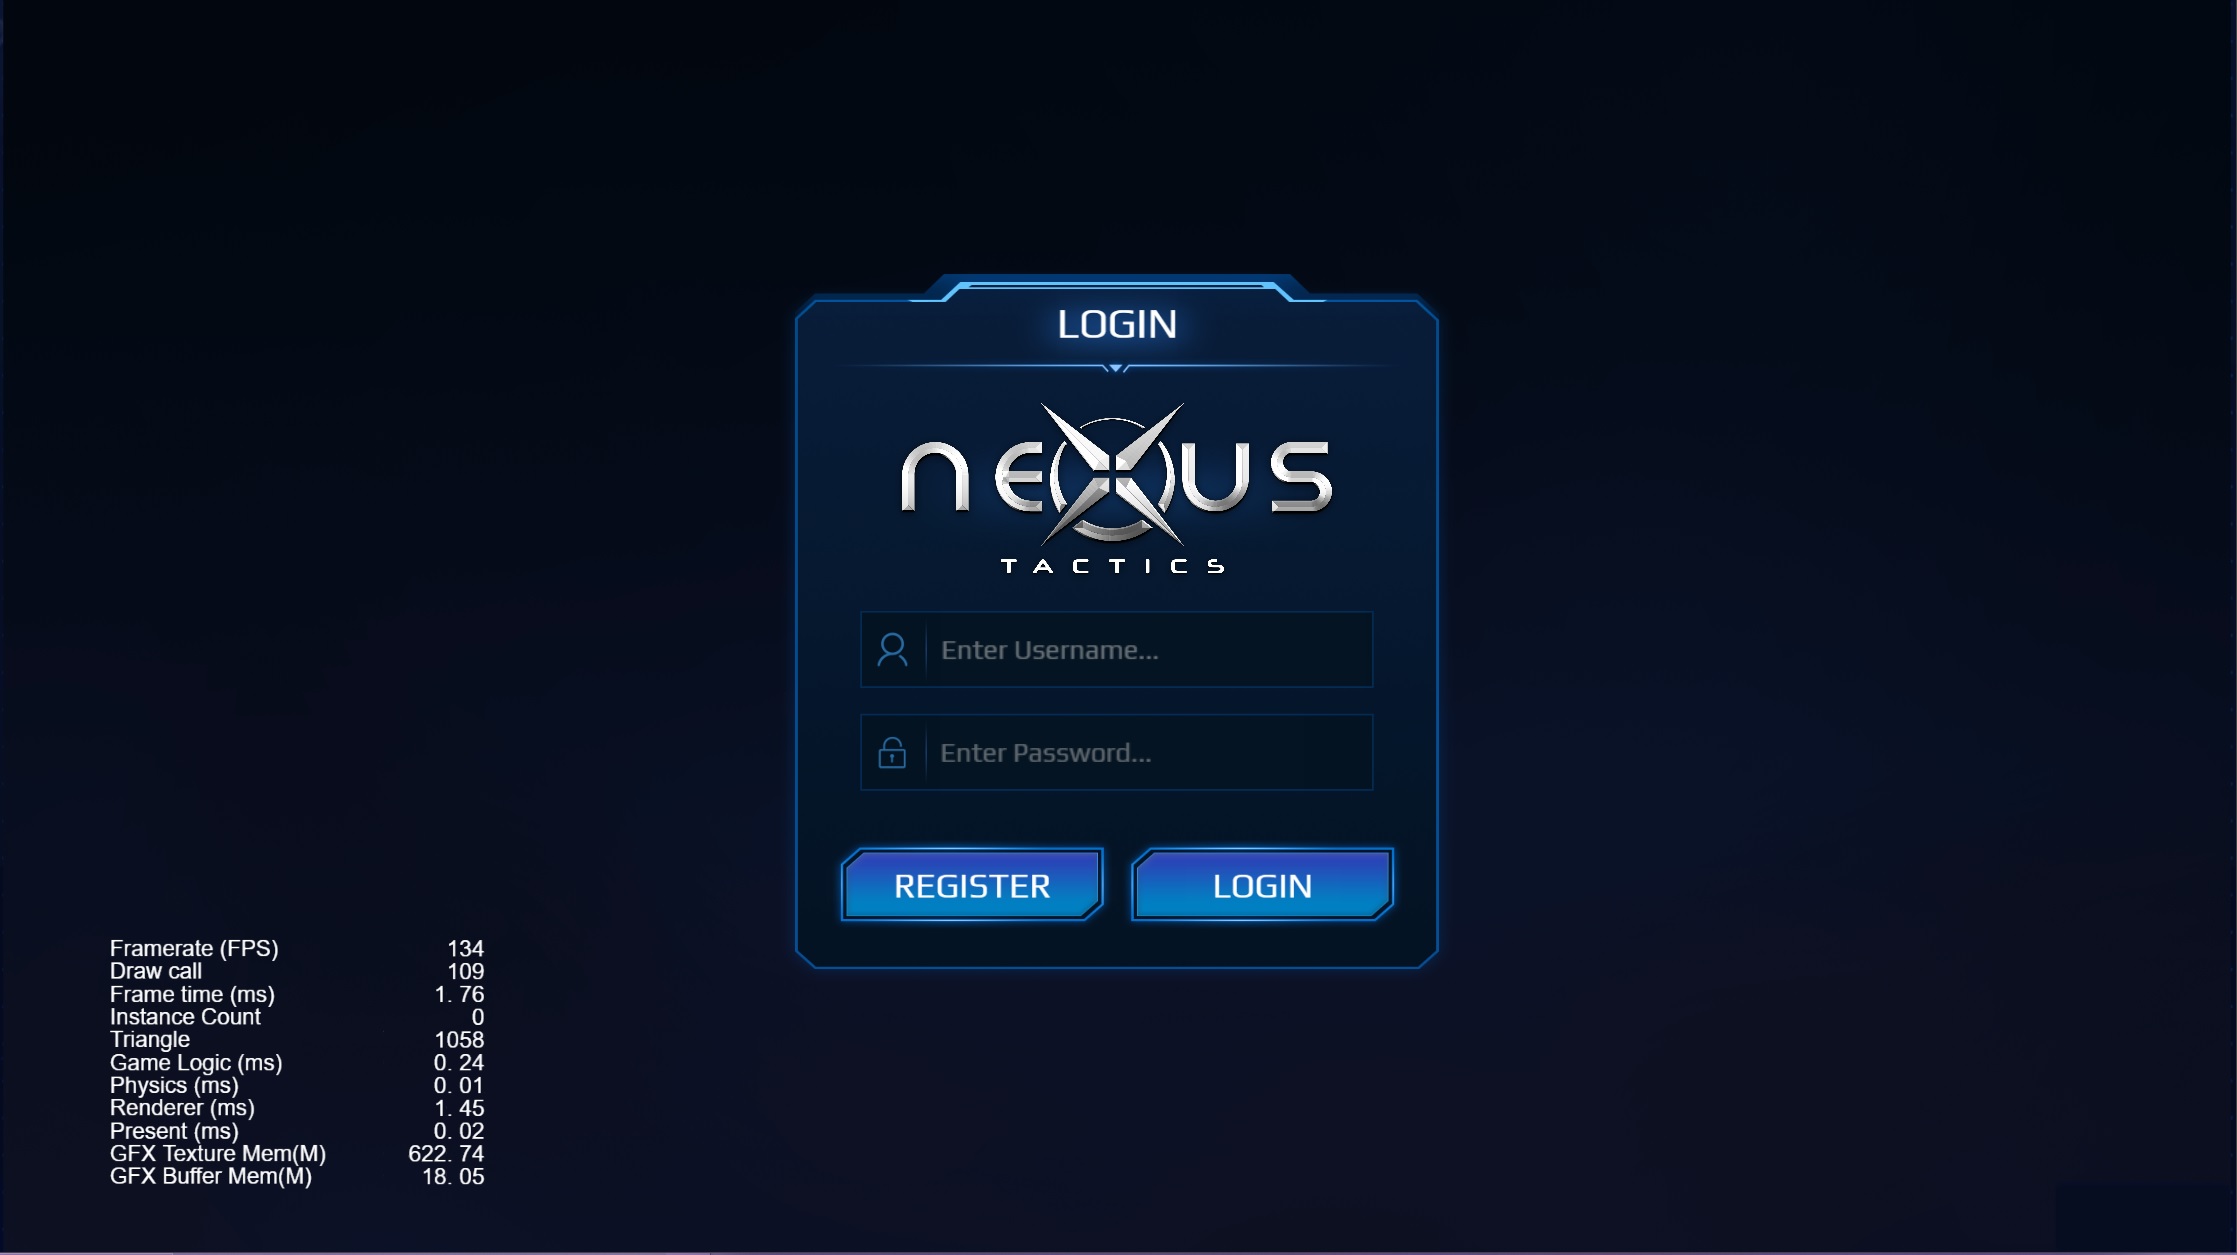 LOGIN
neXus
TACTICS
Enter Username...
Enter Password...
REGISTER
LOGIN
Framerate (FPS) 134
Draw call 109
Frame time (ms) 1. 76
Instance Count 0
Triangle 1058
Game Logic (ms) 0. 24
Physics (ms) 0. 01
Renderer (ms) 1. 45
Present (ms) 0. 02
GFX Texture Mem(M) 622. 74
GFX Buffer Mem(M) 18. 05